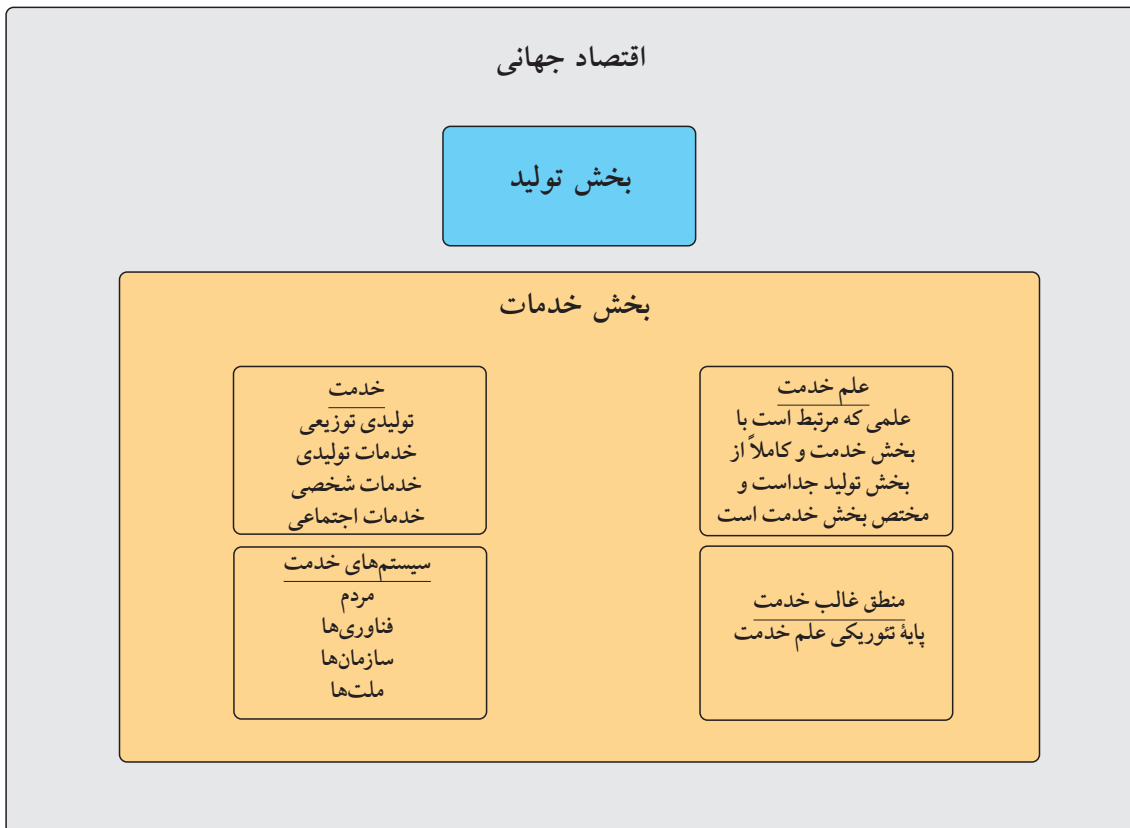 اقتصاد جهانی
بخش تولید
بخش خدمات
علم خدمت
علمی که مرتبط است با
بخش خدمت و کاملاً از
بخش تولید جداست و
مختص بخش خدمت است
خدمت
تولیدی توزیعی
خدمات تولیدی
خدمات شخصی
خدمات اجتماعی
منطق غالب خدمت
پایهٔ تئوریکی علم خدمت
سیستم‌های خدمت
مردم
فناوری‌ها
سازمان‌ها
ملت‌ها